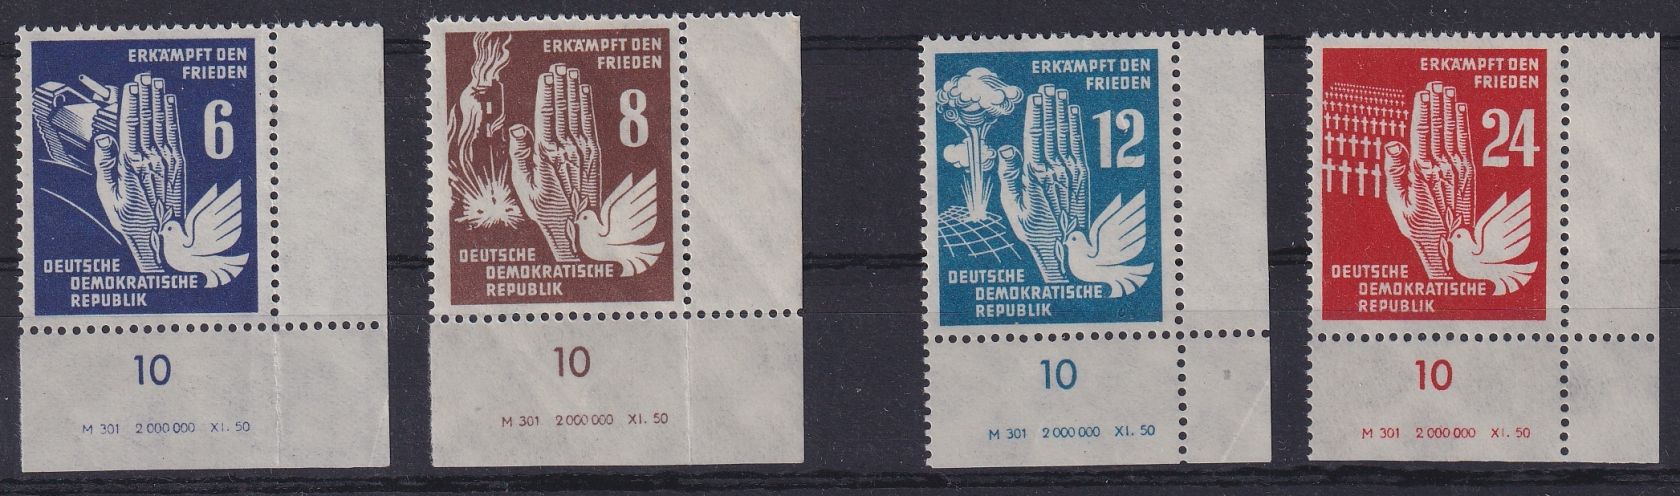 ERKÄMPFT DEN
FRIEDEN
6
DEUTSCHE
DEMOKRATISCHE
REPUBLIK
10
M 301 2 000 000 XI. 50
ERKÄMPFT DEN
FRIEDEN
8
DEUTSCHE
DEMOKRATISCHE
REPUBLIK
10
M 301 2 000 000 XI. 50
ERKÄMPFT DEN
FRIEDEN
12
DEUTSCHE
DEMOKRATISCHE
REPUBLIK
10
M 301 2 000 000 XI. 50
ERKÄMPFT DEN
FRIEDEN
24
DEUTSCHE
DEMOKRATISCHE
REPUBLIK
10
M 301 2 000 000 XI. 50